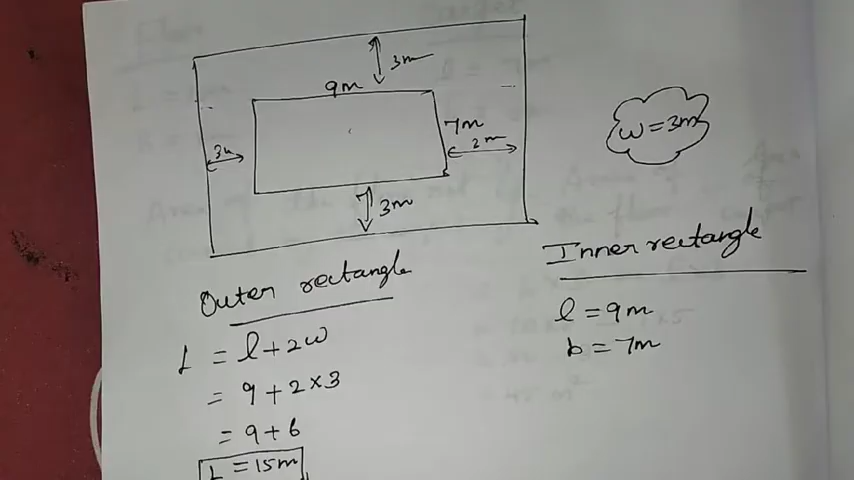 3m
9m
7m
3m
2m
3m
w = 3m
Outer rectangle
L = l + 2w
= 9 + 2 × 3
= 9 + 6
L = 15m
Inner rectangle
l = 9m
b = 7m